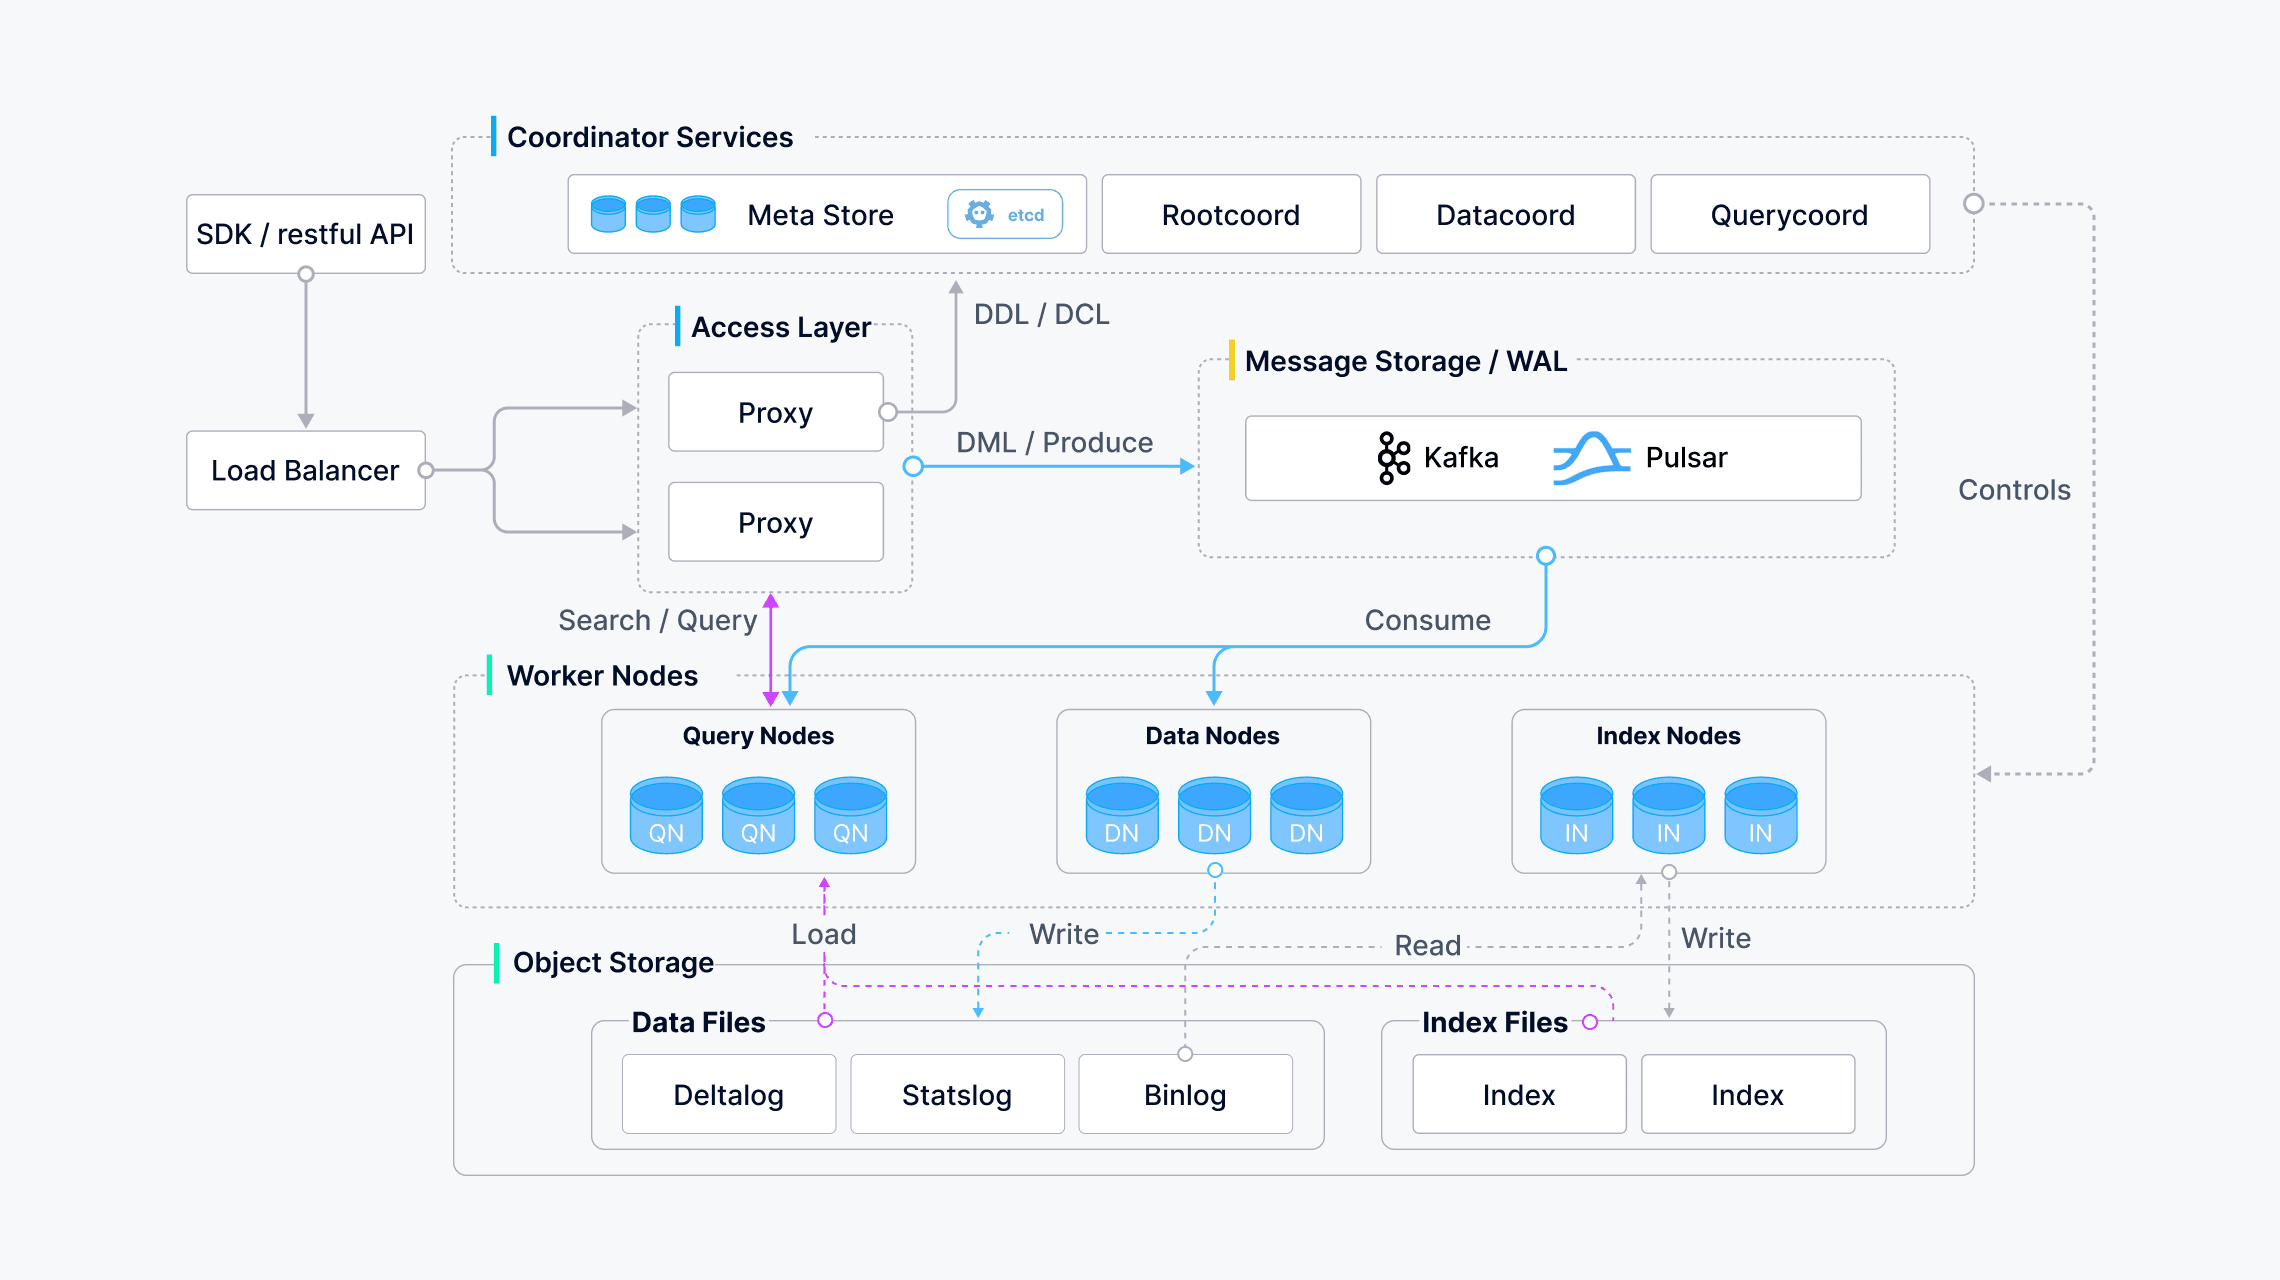 Coordinator Services
SDK / restful API
Meta Store
etcd
Rootcoord
Datacoord
Querycoord
DDL / DCL
Access Layer
Message Storage / WAL
Proxy
DML / Produce
Kafka
Pulsar
Load Balancer
Controls
Proxy
Search / Query
Consume
Worker Nodes
Query Nodes
Data Nodes
Index Nodes
QN QN QN
DN DN DN
IN IN IN
Load
Write
Read
Write
Object Storage
Data Files
Index Files
Deltalog
Statslog
Binlog
Index
Index